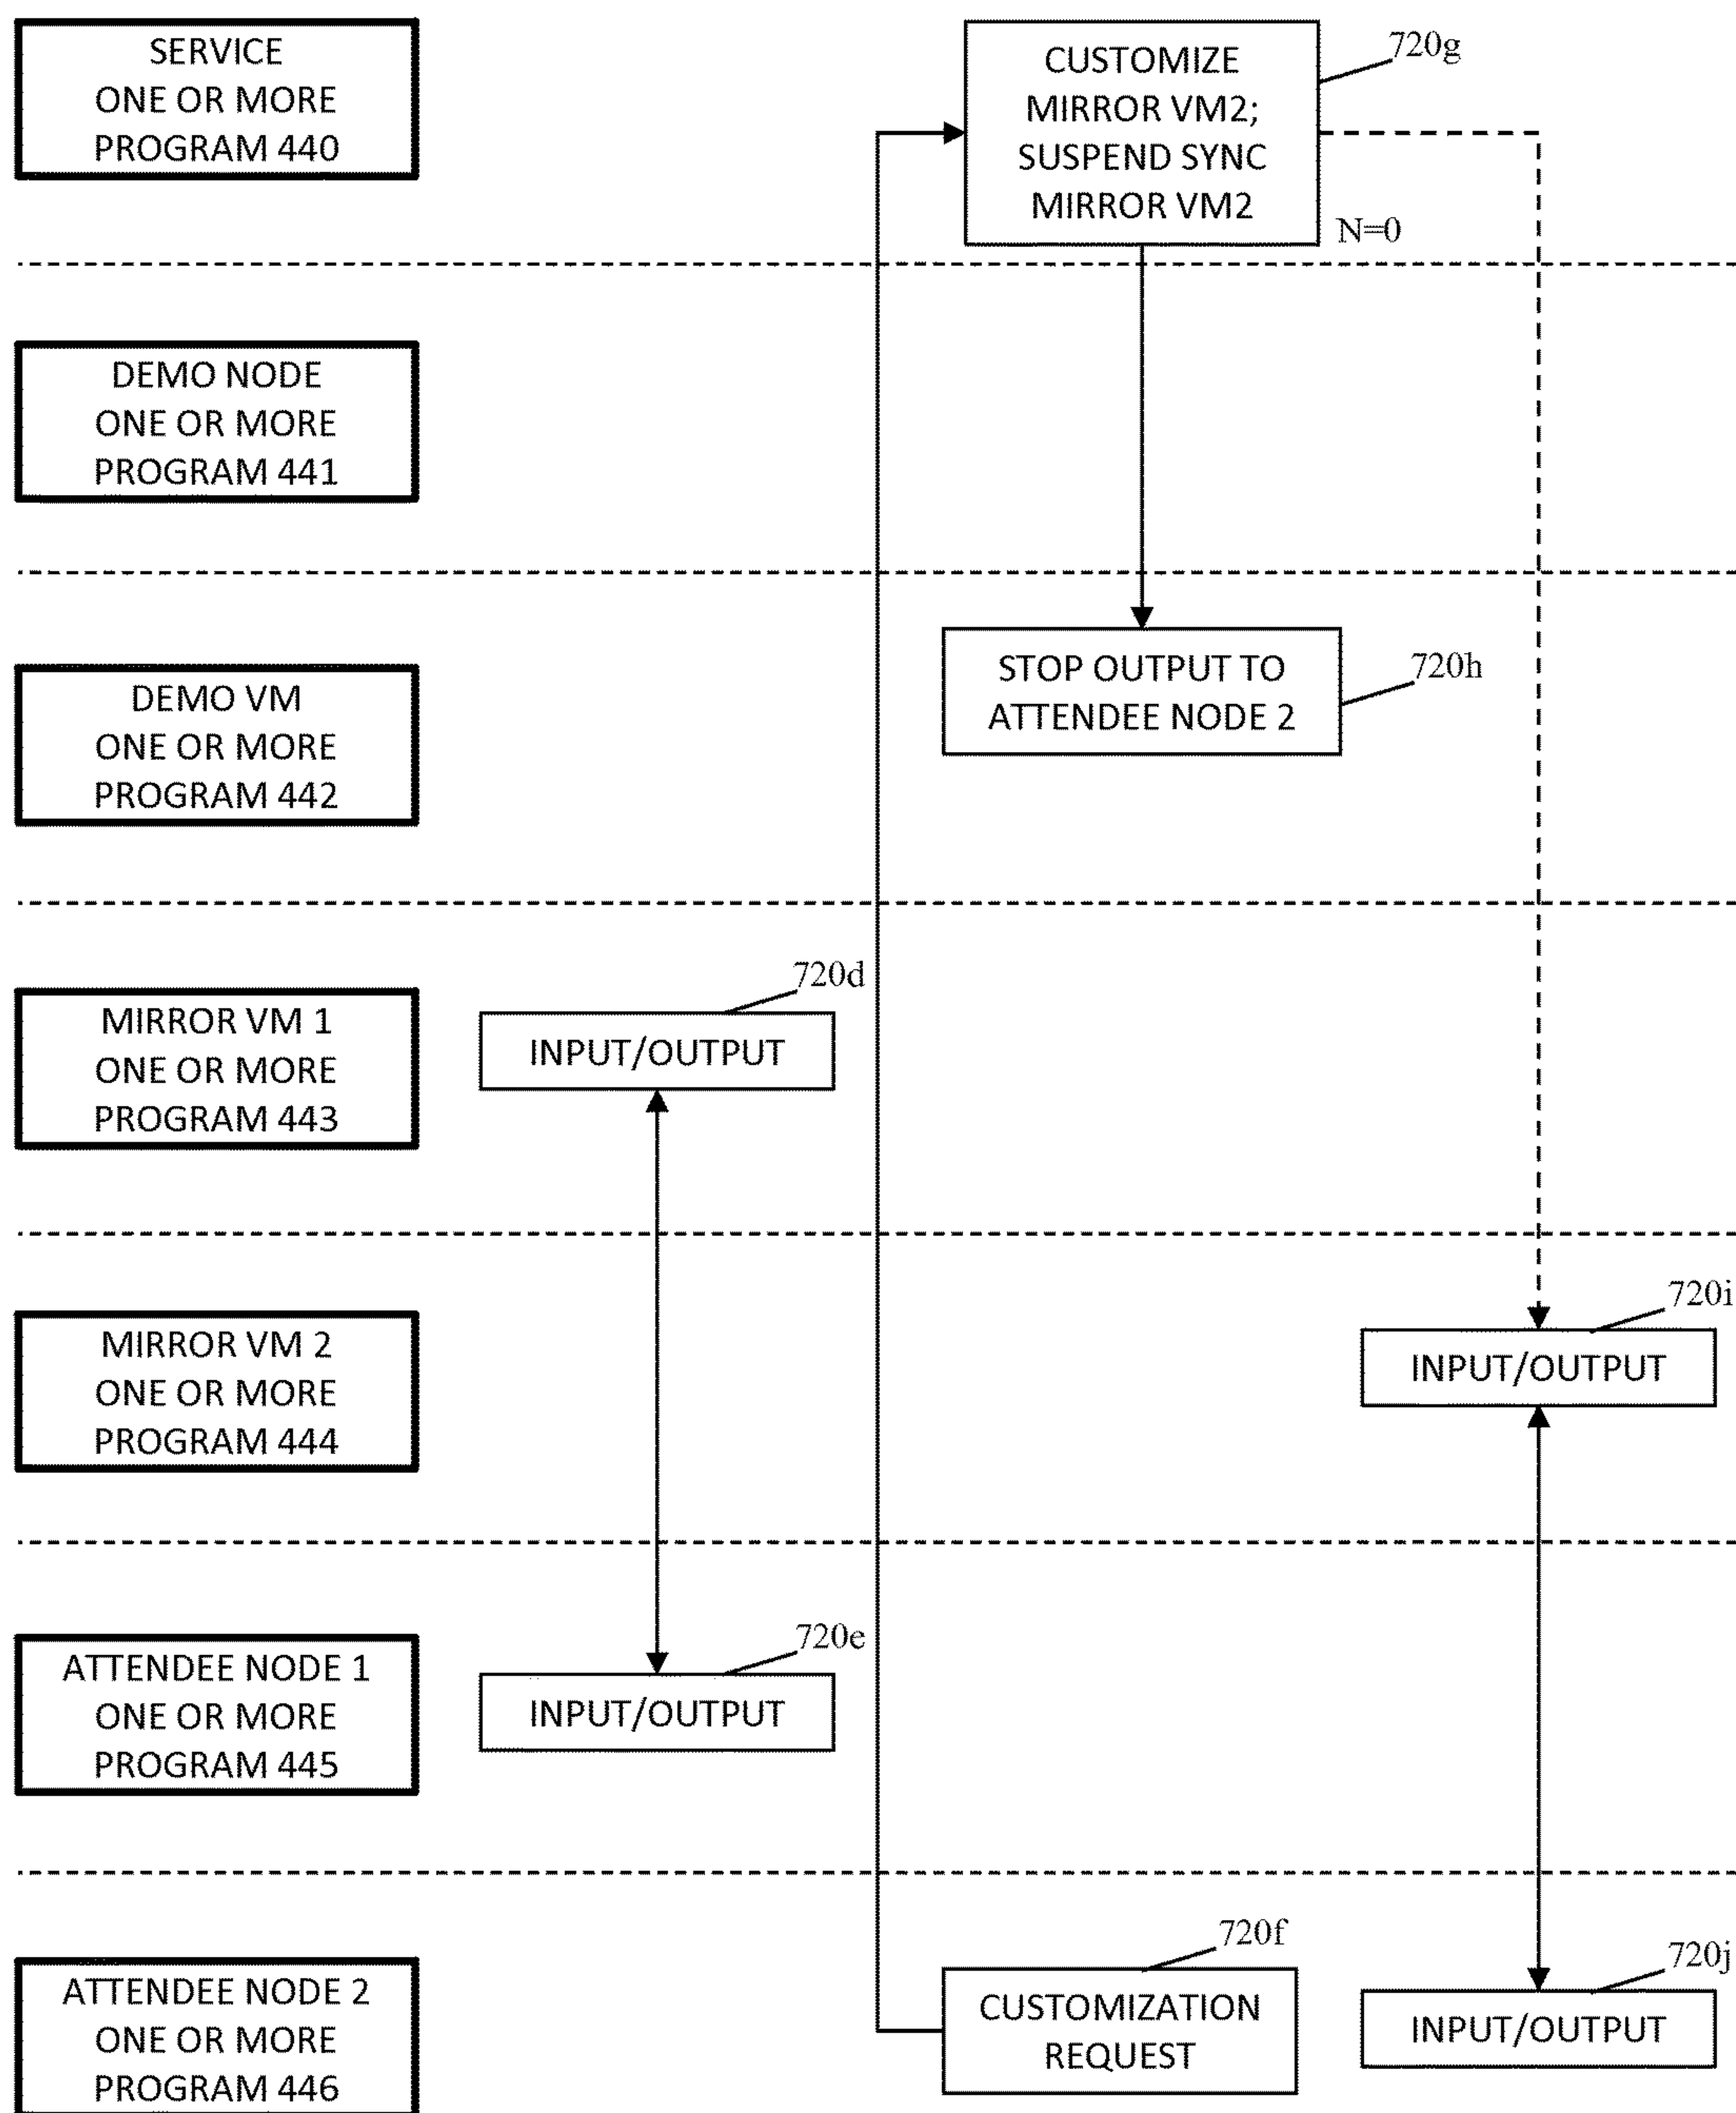 SERVICE
ONE OR MORE
PROGRAM 440
CUSTOMIZE
MIRROR VM2;
SUSPEND SYNC
MIRROR VM2
720g
N=0
DEMO NODE
ONE OR MORE
PROGRAM 441
DEMO VM
ONE OR MORE
PROGRAM 442
STOP OUTPUT TO
ATTENDEE NODE 2
720h
MIRROR VM 1
ONE OR MORE
PROGRAM 443
720d
INPUT/OUTPUT
MIRROR VM 2
ONE OR MORE
PROGRAM 444
720i
INPUT/OUTPUT
ATTENDEE NODE 1
ONE OR MORE
PROGRAM 445
720e
INPUT/OUTPUT
ATTENDEE NODE 2
ONE OR MORE
PROGRAM 446
720f
CUSTOMIZATION
REQUEST
720j
INPUT/OUTPUT